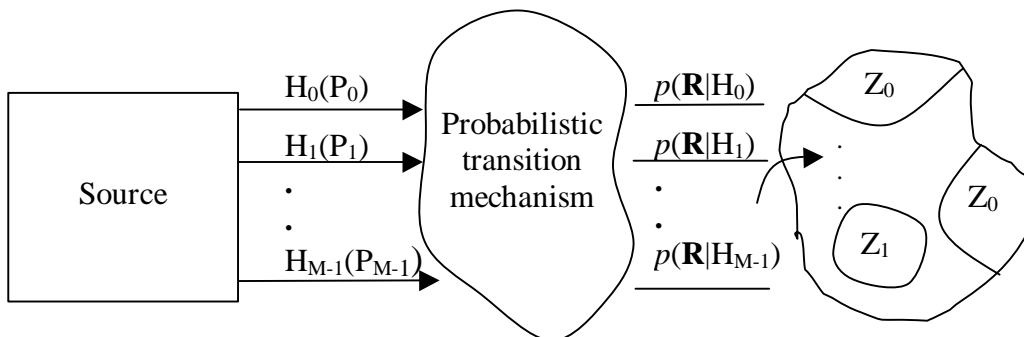 Source
H₀(P₀)
H₁(P₁)
.
.
H_M-1(P_M-1)
Probabilistic
transition
mechanism
p(R|H₀)
p(R|H₁)
.
.
p(R|H_M-1)
Z₀
.
.
.
Z₀
Z₁